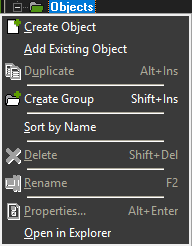 Objects
Create Object
Add Existing Object
Duplicate Alt+Ins
Create Group Shift+Ins
Sort by Name
Delete Shift+Del
Rename F2
Properties... Alt+Enter
Open in Explorer